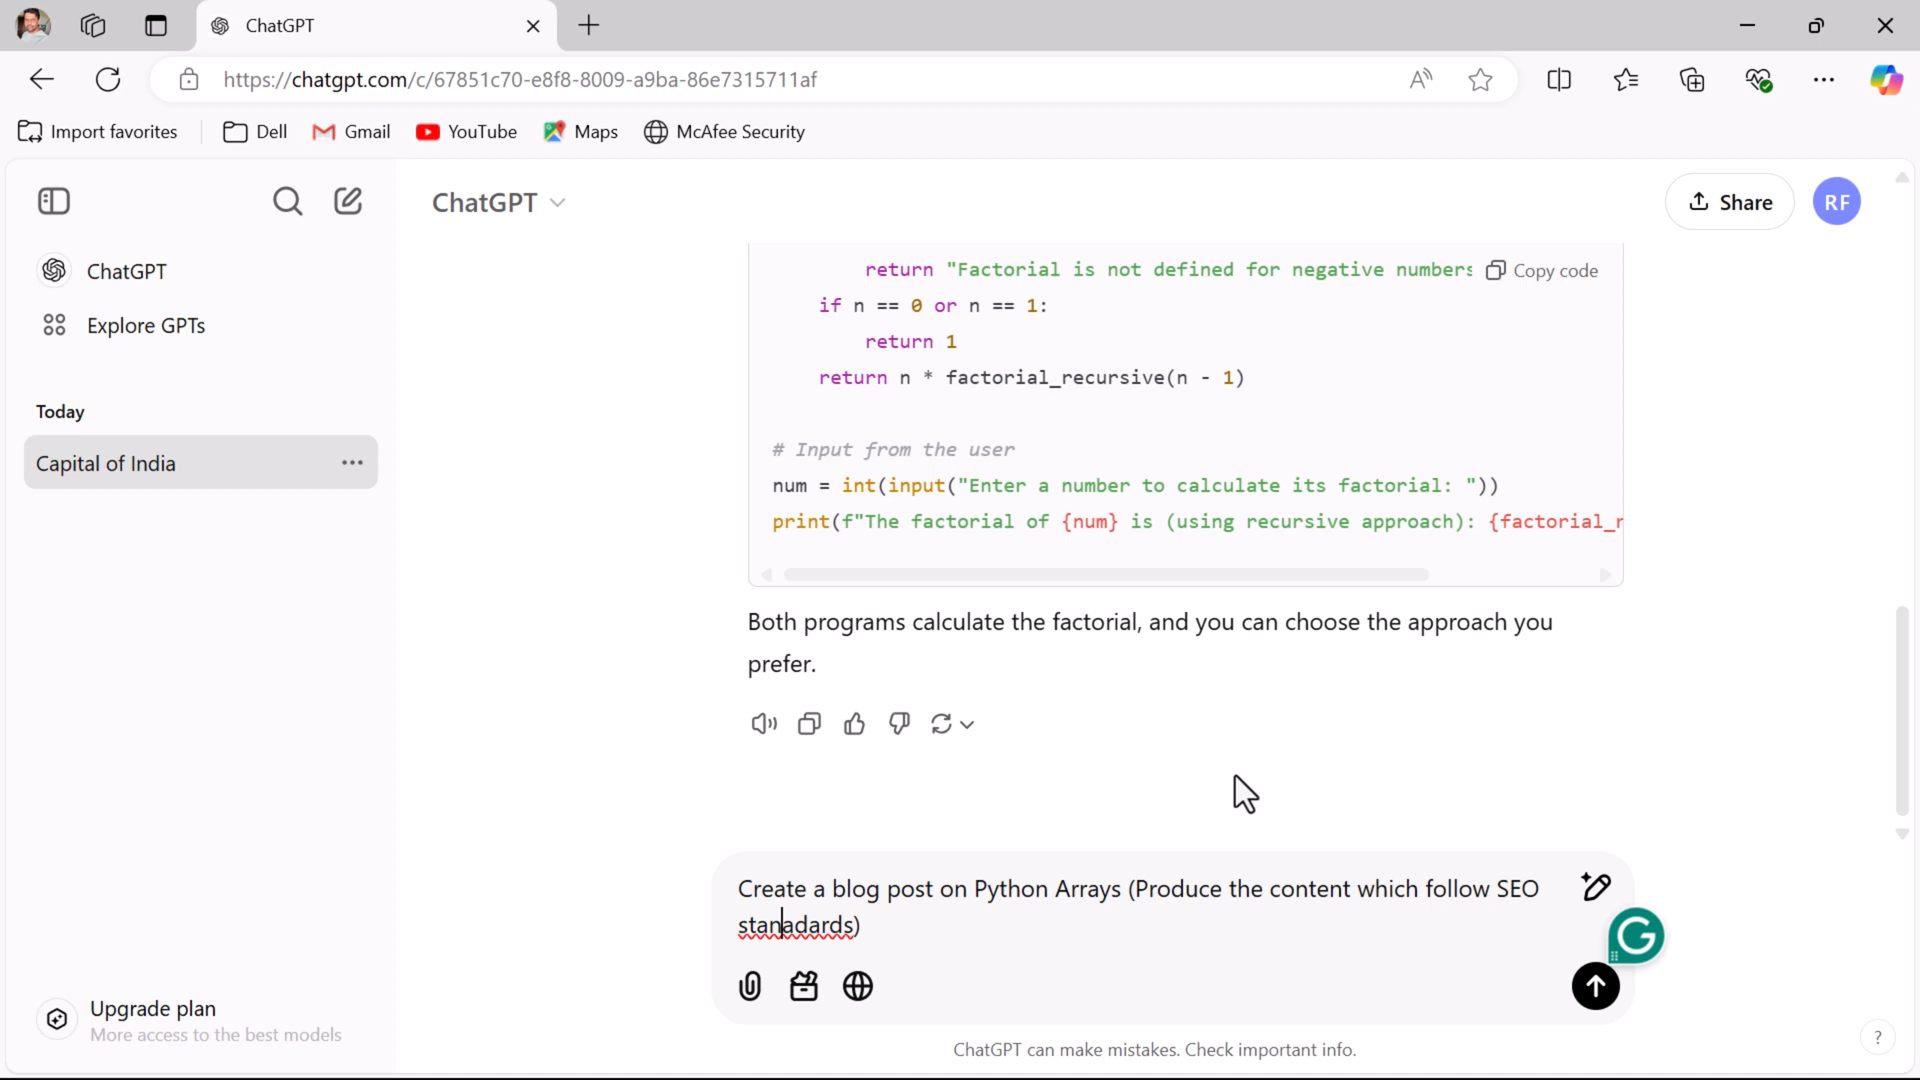 ChatGPT
https://chatgpt.com/c/67851c70-e8f8-8009-a9ba-86e7315711af
Import favorites
Dell
Gmail
YouTube
Maps
McAfee Security
ChatGPT
Share
RF
ChatGPT
Explore GPTs
Today
Capital of India
return "Factorial is not defined for negative numbers
Copy code
if n == 0 or n == 1:
return 1
return n * factorial_recursive(n - 1)
# Input from the user
num = int(input("Enter a number to calculate its factorial: "))
print(f"The factorial of {num} is (using recursive approach): {factorial_r
Both programs calculate the factorial, and you can choose the approach you
prefer.
Create a blog post on Python Arrays (Produce the content which follow SEO
stanadards)
G
Upgrade plan
More access to the best models
ChatGPT can make mistakes. Check important info.
?